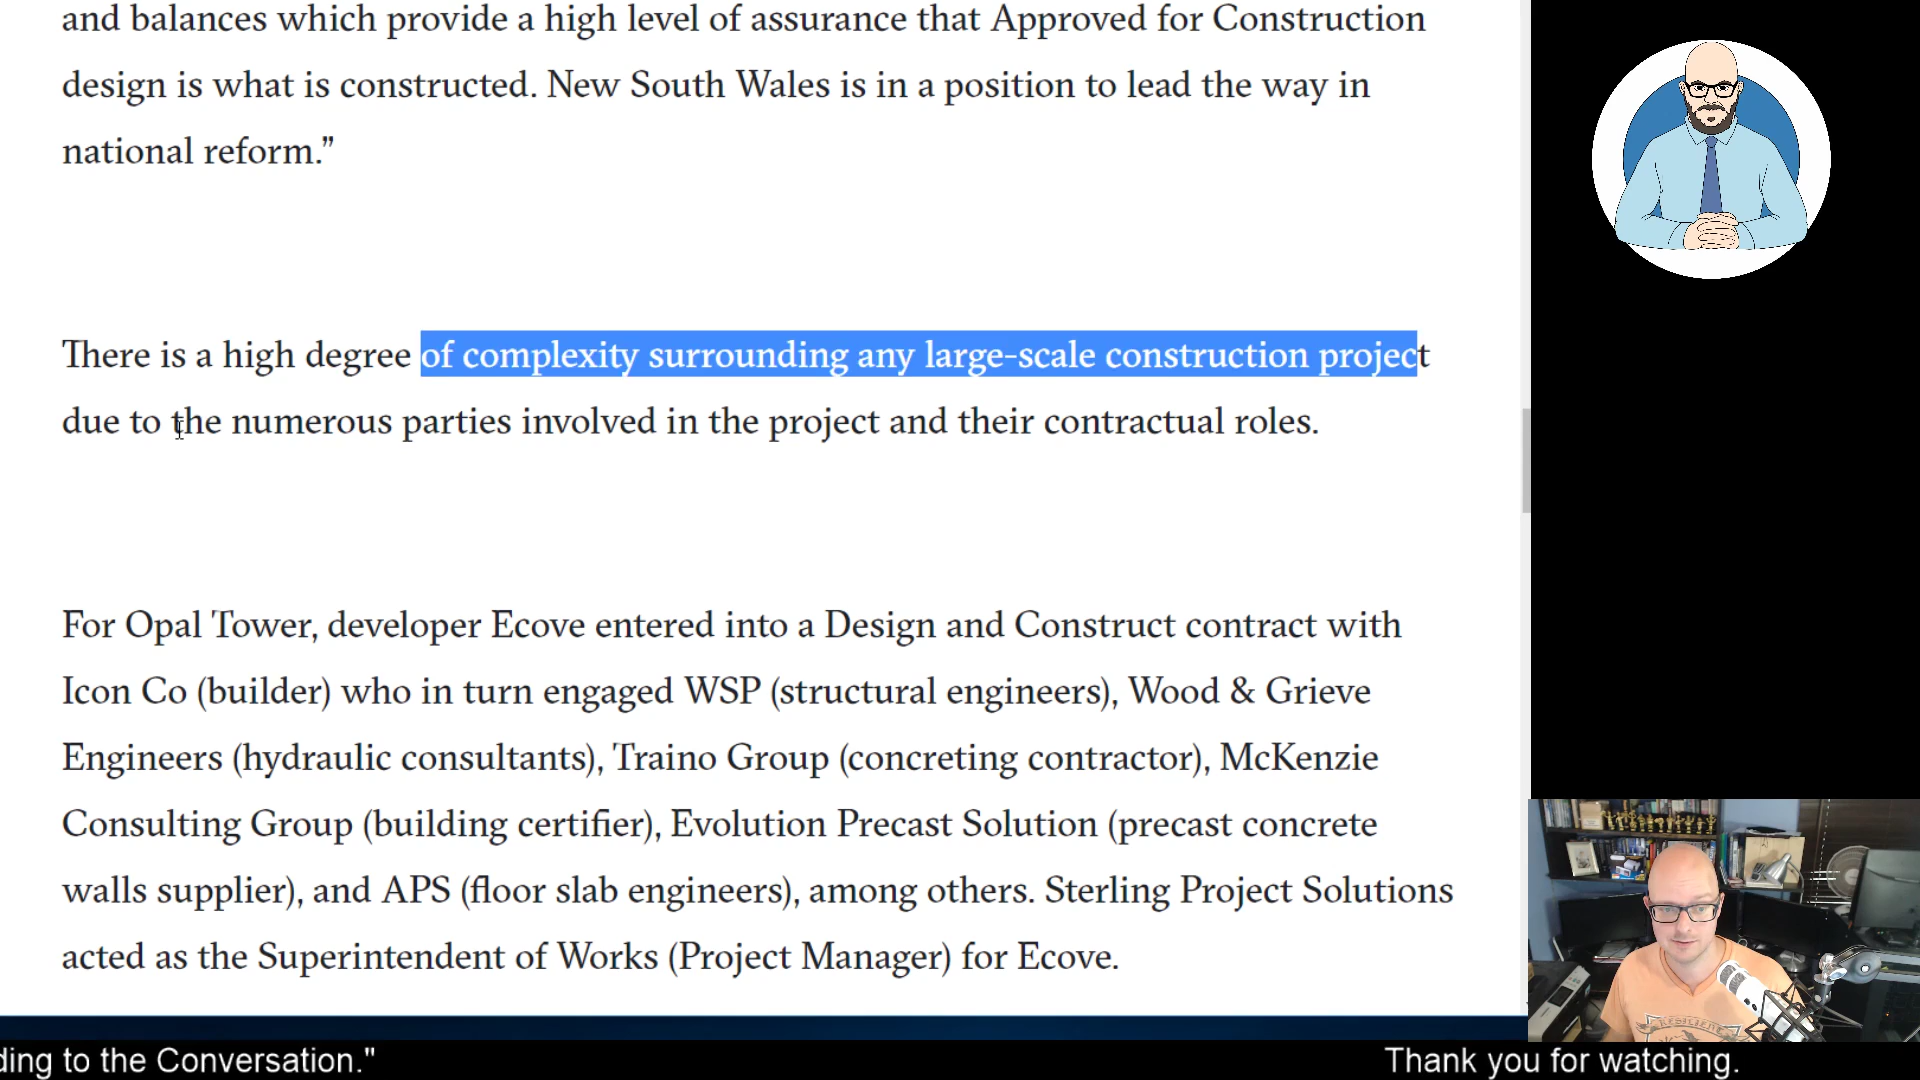 and balances which provide a high level of assurance that Approved for Construction
design is what is constructed. New South Wales is in a position to lead the way in
national reform.”
There is a high degree of complexity surrounding any large-scale construction project
due to the numerous parties involved in the project and their contractual roles.
For Opal Tower, developer Ecove entered into a Design and Construct contract with
Icon Co (builder) who in turn engaged WSP (structural engineers), Wood & Grieve
Engineers (hydraulic consultants), Traino Group (concreting contractor), McKenzie
Consulting Group (building certifier), Evolution Precast Solution (precast concrete
walls supplier), and APS (floor slab engineers), among others. Sterling Project Solutions
acted as the Superintendent of Works (Project Manager) for Ecove.
RESILIENT
ding to the Conversation."
Thank you for watching.